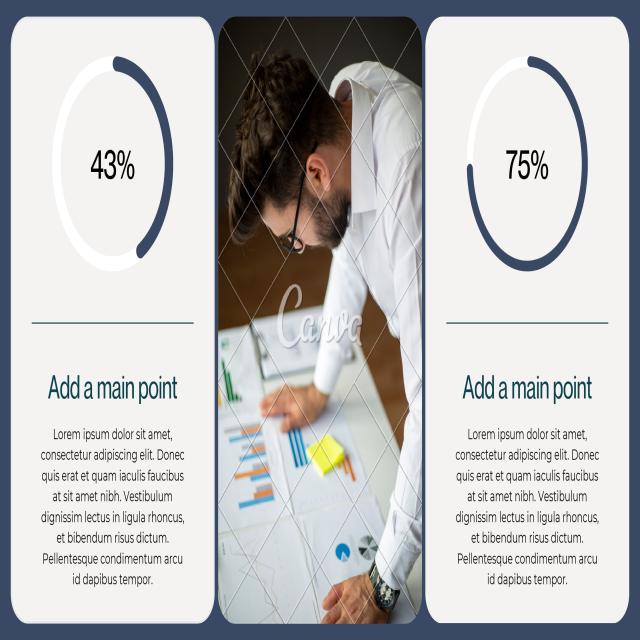 43%
Add a main point
Lorem ipsum dolor sit amet,
consectetur adipiscing elit. Donec
quis erat et quam iaculis faucibus
at sit amet nibh. Vestibulum
dignissim lectus in ligula rhoncus,
et bibendum risus dictum.
Pellentesque condimentum arcu
id dapibus tempor.
Canva
75%
Add a main point
Lorem ipsum dolor sit amet,
consectetur adipiscing elit. Donec
quis erat et quam iaculis faucibus
at sit amet nibh. Vestibulum
dignissim lectus in ligula rhoncus,
et bibendum risus dictum.
Pellentesque condimentum arcu
id dapibus tempor.